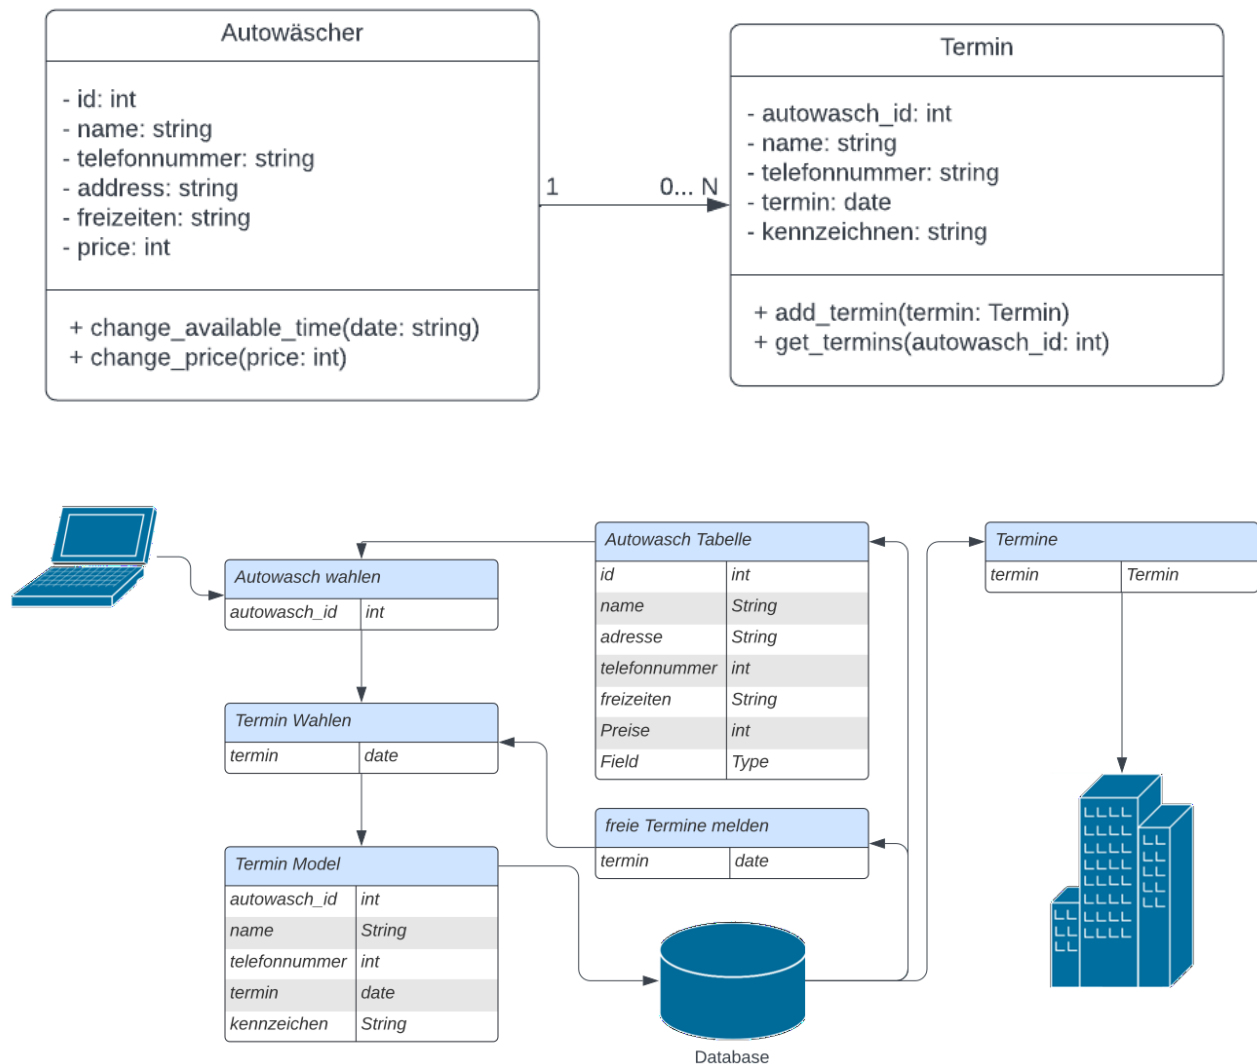 Autowäscher
- id: int
- name: string
- telefonnummer: string
- address: string
- freizeiten: string
- price: int
+ change_available_time(date: string)
+ change_price(price: int)
1 0... N
Termin
- autowasch_id: int
- name: string
- telefonnummer: string
- termin: date
- kennzeichnen: string
+ add_termin(termin: Termin)
+ get_termins(autowasch_id: int)
Autowasch wahlen
autowasch_id int
Termin Wahlen
termin date
Termin Model
autowasch_id int
name String
telefonnummer int
termin date
kennzeichen String
Autowasch Tabelle
id int
name String
adresse String
telefonnummer int
freizeiten String
Preise int
Field Type
freie Termine melden
termin date
Database
Termine
termin Termin